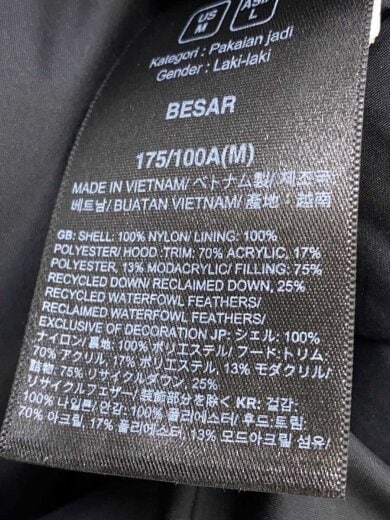 US
M
ASIA
L
Kategori : Pakaian jadi
Gender : Laki-laki
BESAR
175/100A(M)
MADE IN VIETNAM/ ベトナム製/ 제조국:
베트남/ BUATAN VIETNAM/ 產地：越南
GB: SHELL: 100% NYLON/ LINING: 100%
POLYESTER/ HOOD :TRIM: 70% ACRYLIC, 17%
POLYESTER, 13% MODACRYLIC/ FILLING: 75%
RECYCLED DOWN/ RECLAIMED DOWN, 25%
RECYCLED WATERFOWL FEATHERS/
RECLAIMED WATERFOWL FEATHERS/
EXCLUSIVE OF DECORATION JP: シェル: 100%
ナイロン/ 裏地: 100% ポリエステル/ フード:トリム:
70% アクリル, 17% ポリエステル, 13% モダクリル/
詰物: 75% リサイクルダウン, 25%
リサイクルフェザー/ 装飾部分を除く KR: 겉감:
100% 나일론/ 안감: 100% 폴리에스터/ 후드:트림:
70% 아크릴, 17% 폴리에스터, 13% 모드아크릴 섬유/